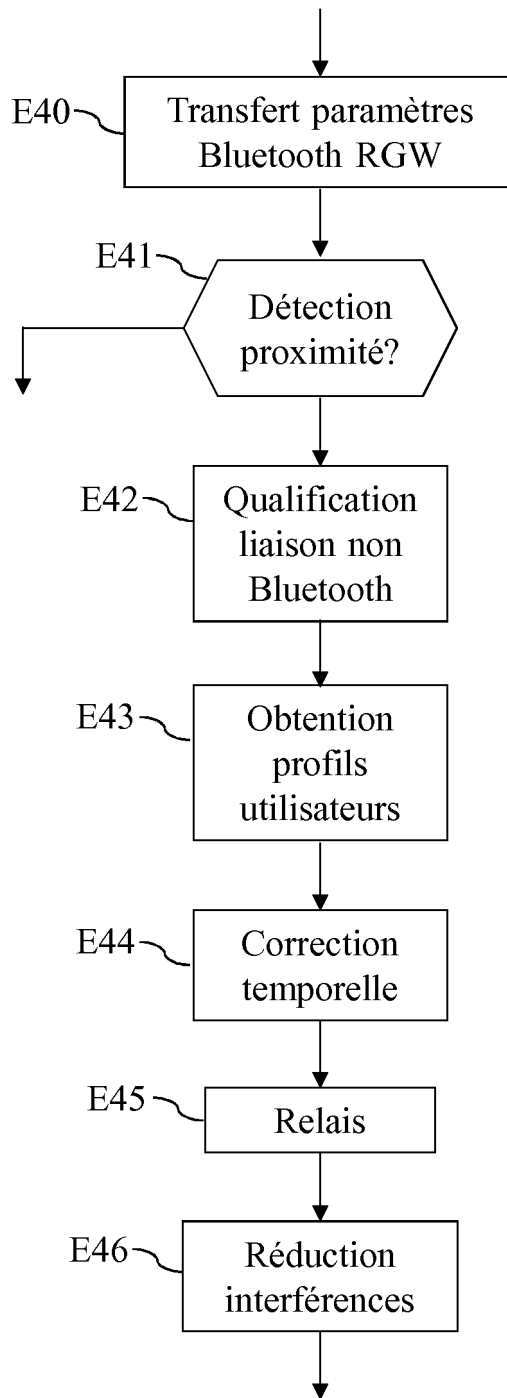 E40
Transfert paramètres
Bluetooth RGW
E41
Détection
proximité?
E42
Qualification
liaison non
Bluetooth
E43
Obtention
profils
utilisateurs
E44
Correction
temporelle
E45
Relais
E46
Réduction
interférences